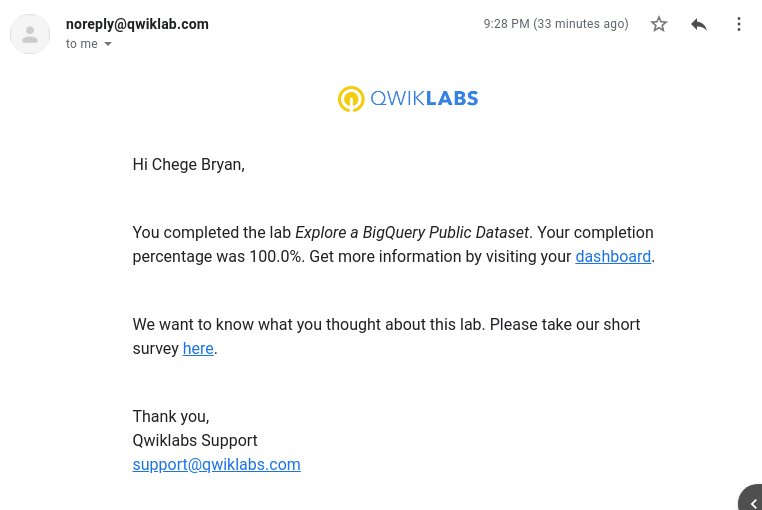 noreply@qwiklab.com
9:28 PM (33 minutes ago)
to me
QWIKLABS
Hi Chege Bryan,
You completed the lab Explore a BigQuery Public Dataset. Your completion
percentage was 100.0%. Get more information by visiting your dashboard.
We want to know what you thought about this lab. Please take our short
survey here.
Thank you,
Qwiklabs Support
support@qwiklabs.com